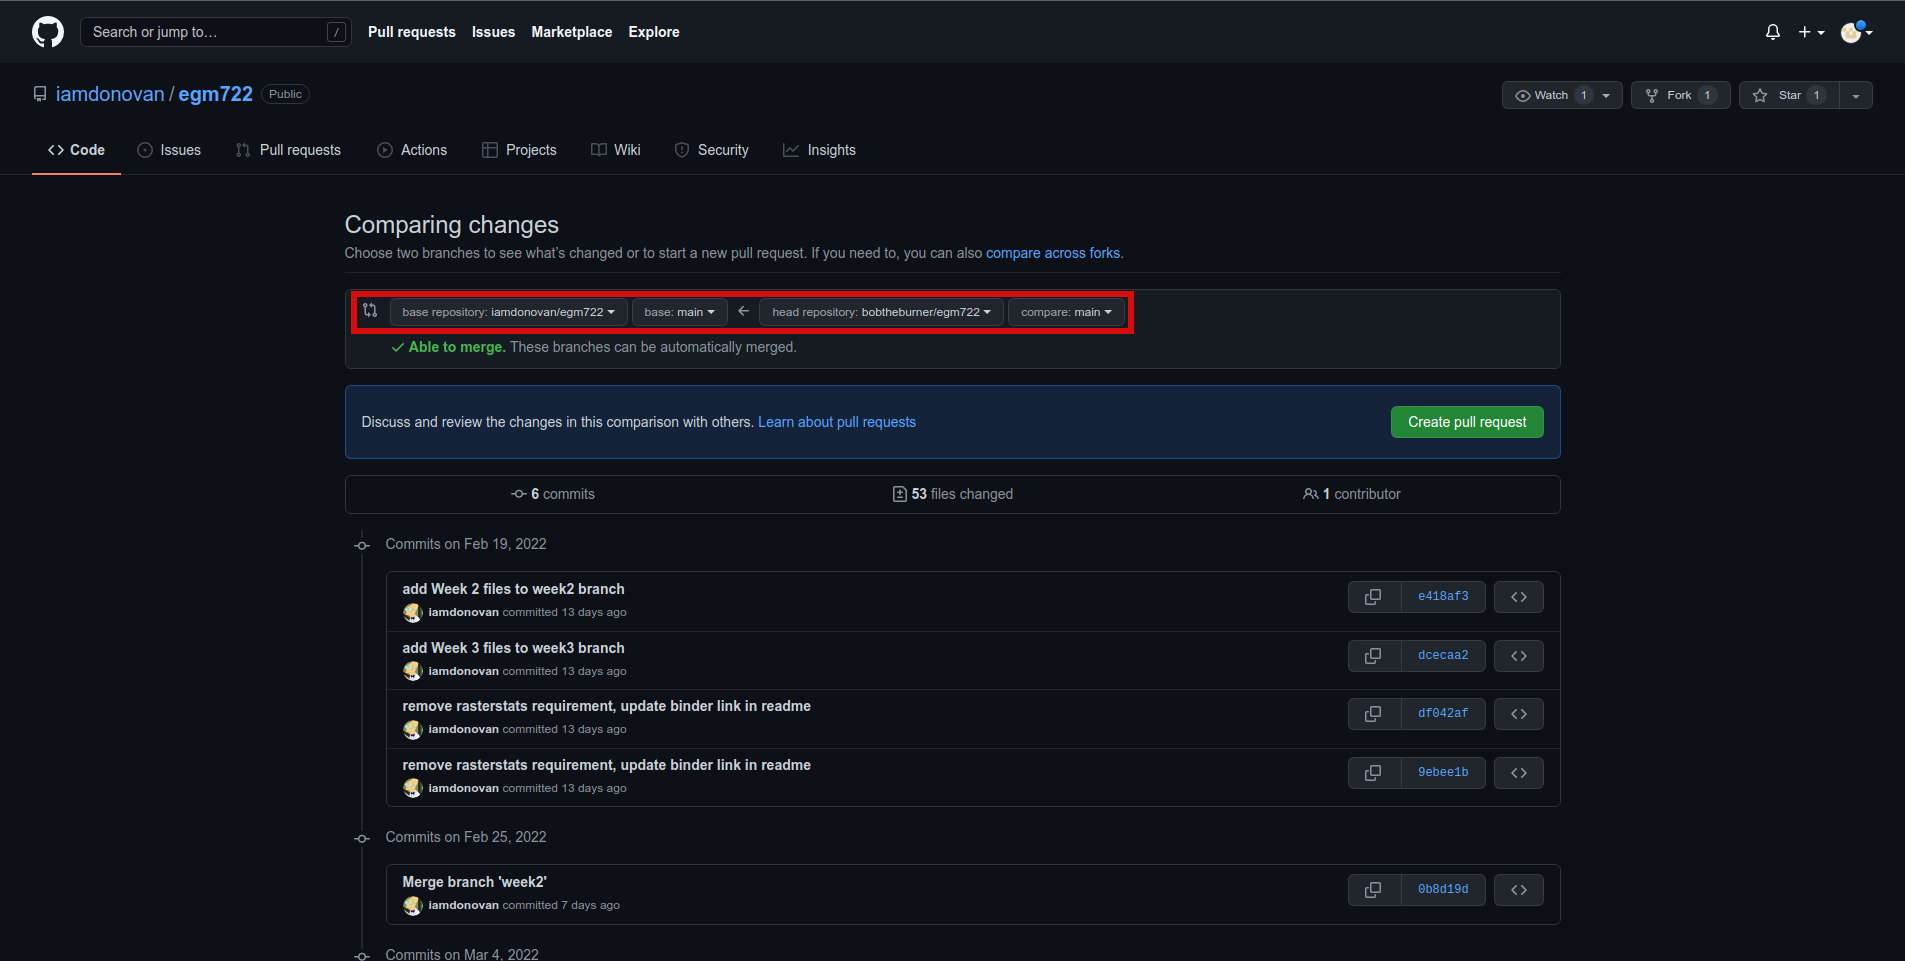 Search or jump to… /
Pull requests Issues Marketplace Explore
iamdonovan / egm722 Public
Watch 1 Fork 1 Star 1
Code Issues Pull requests Actions Projects Wiki Security Insights
Comparing changes
Choose two branches to see what's changed or to start a new pull request. If you need to, you can also compare across forks.
base repository: iamdonovan/egm722 base: main head repository: bobtheburner/egm722 compare: main
Able to merge. These branches can be automatically merged.
Discuss and review the changes in this comparison with others. Learn about pull requests
Create pull request
6 commits 53 files changed 1 contributor
Commits on Feb 19, 2022
add Week 2 files to week2 branch
iamdonovan committed 13 days ago
e418af3
add Week 3 files to week3 branch
iamdonovan committed 13 days ago
dcecaa2
remove rasterstats requirement, update binder link in readme
iamdonovan committed 13 days ago
df042af
remove rasterstats requirement, update binder link in readme
iamdonovan committed 13 days ago
9ebee1b
Commits on Feb 25, 2022
Merge branch 'week2'
iamdonovan committed 7 days ago
0b8d19d
Commits on Mar 4, 2022